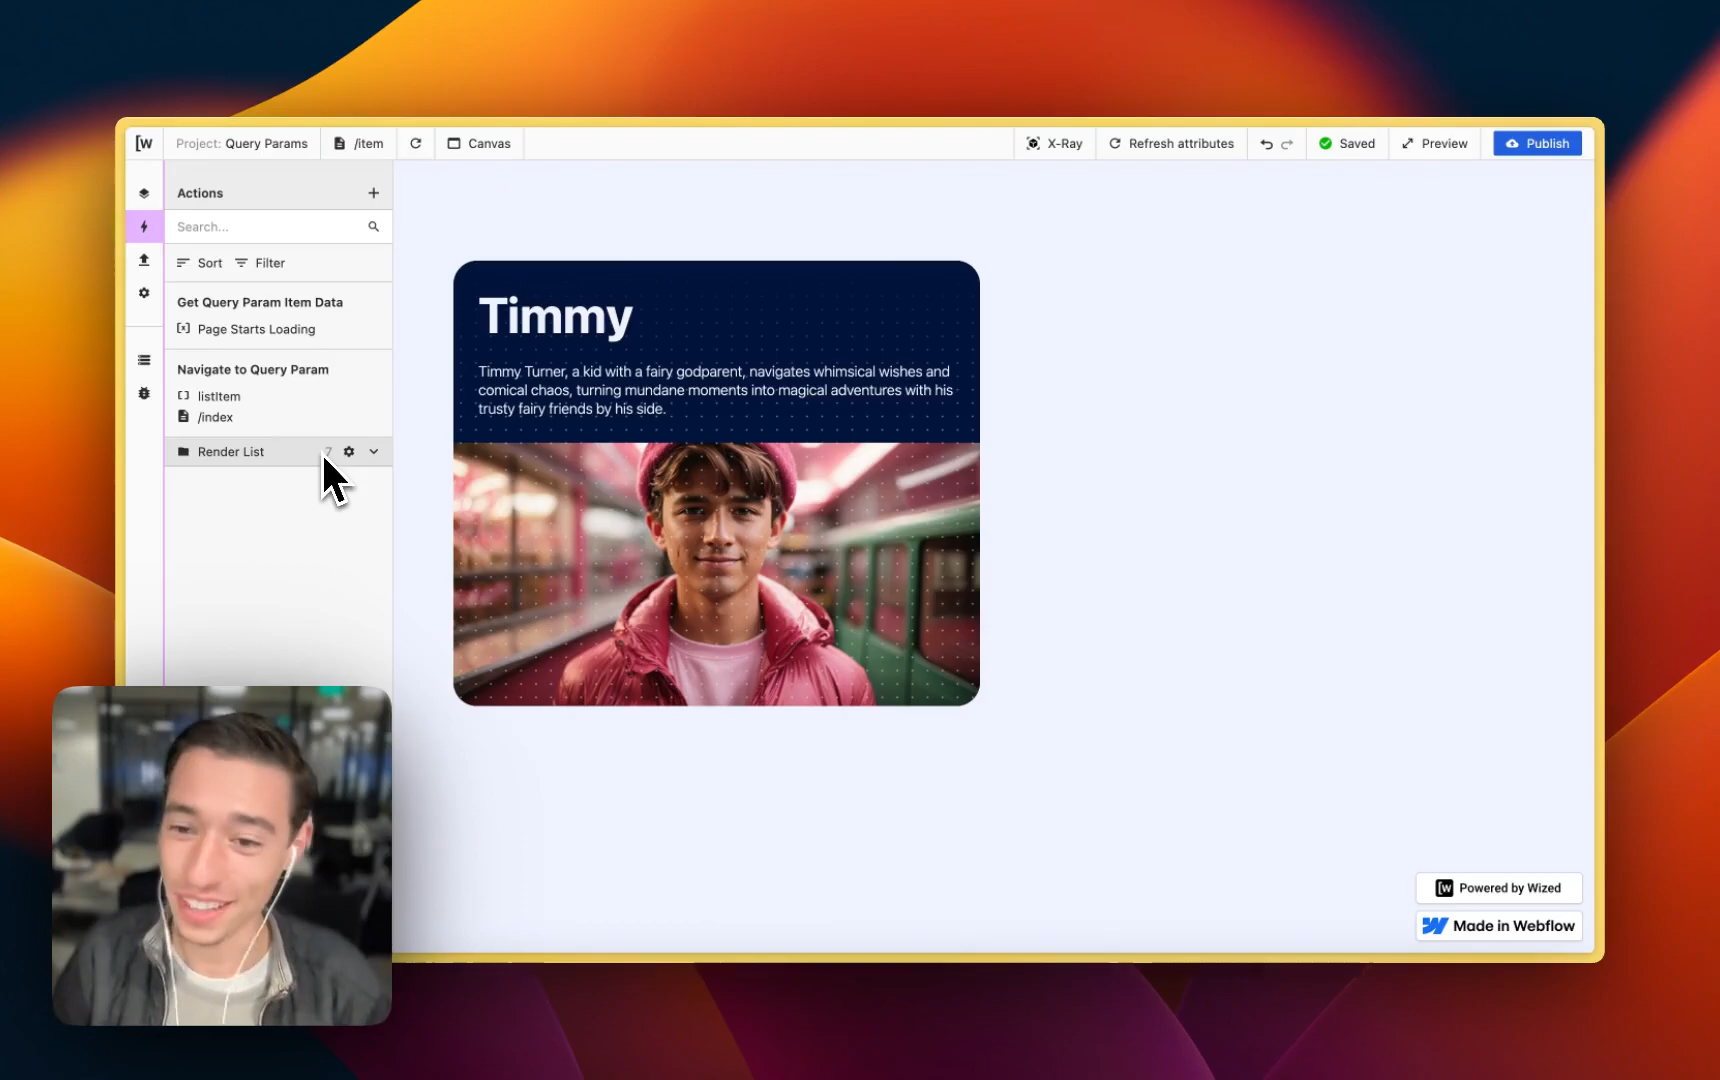 [W
Project: Query Params
/item
Canvas
X-Ray
Refresh attributes
Saved
Preview
Publish
Actions
Search...
Sort
Filter
Get Query Param Item Data
Page Starts Loading
Navigate to Query Param
listItem
/index
Render List
7
Timmy
Timmy Turner, a kid with a fairy godparent, navigates whimsical wishes and
comical chaos, turning mundane moments into magical adventures with his
trusty fairy friends by his side.
[W Powered by Wized
Made in Webflow